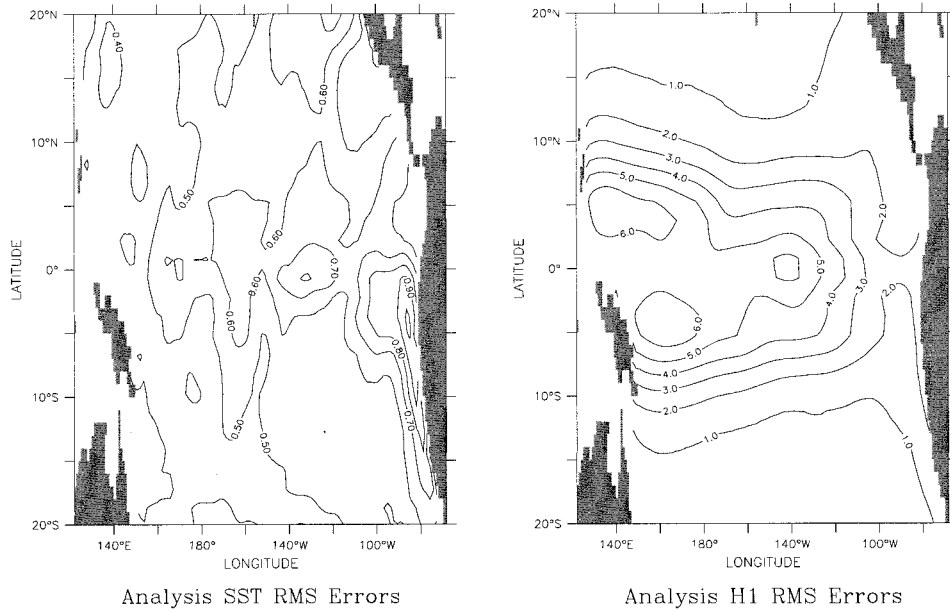 20°N
10°N
0°
10°S
20°S
LATITUDE
140°E
180°
140°W
100°W
LONGITUDE
0.40
0.60
0.50
0.60
0.70
0.90
0.60
0.60
0.80
0.50
0.50
0.70
Analysis SST RMS Errors
20°N
10°N
0°
10°S
20°S
LATITUDE
140°E
180°
140°W
100°W
LONGITUDE
1.0
1.0
2.0
3.0
4.0
5.0
2.0
6.0
5.0
3.0
2.0
4.0
6.0
5.0
4.0
3.0
2.0
1.0
1.0
Analysis H1 RMS Errors